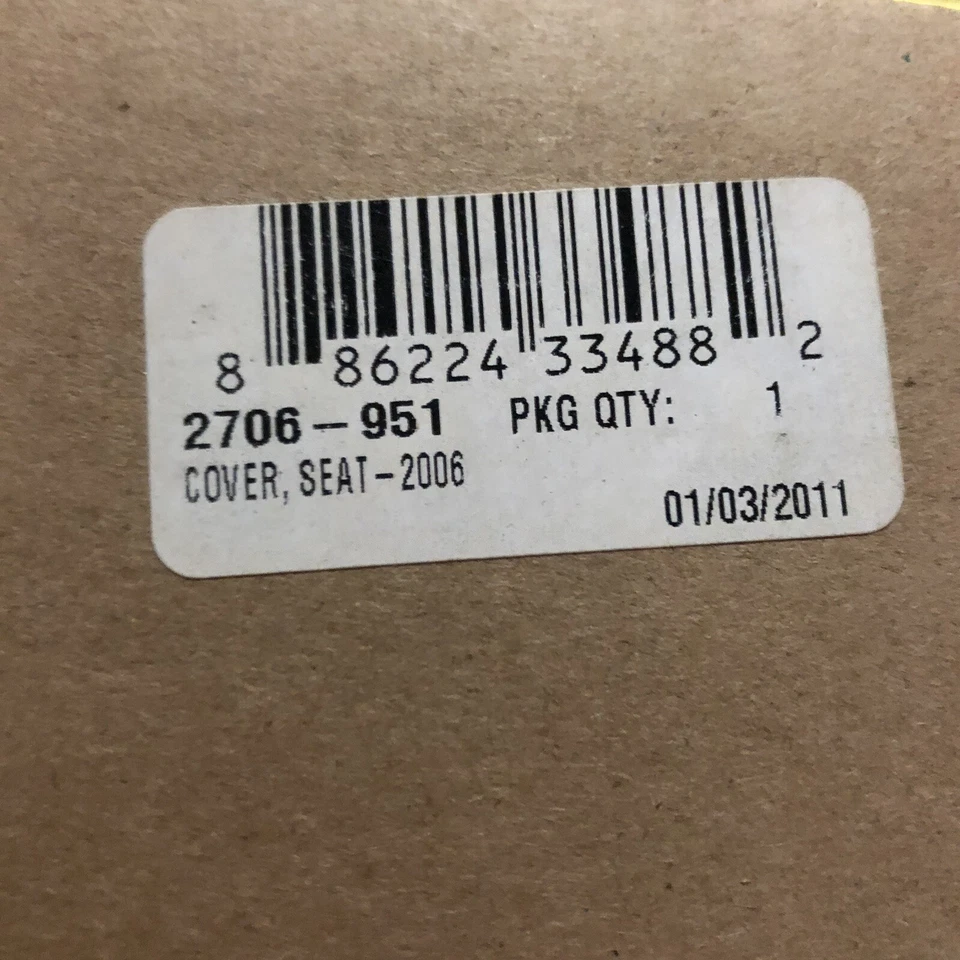 8 86224 33488 2
2706-951 PKG QTY: 1
COVER, SEAT-2006
01/03/2011